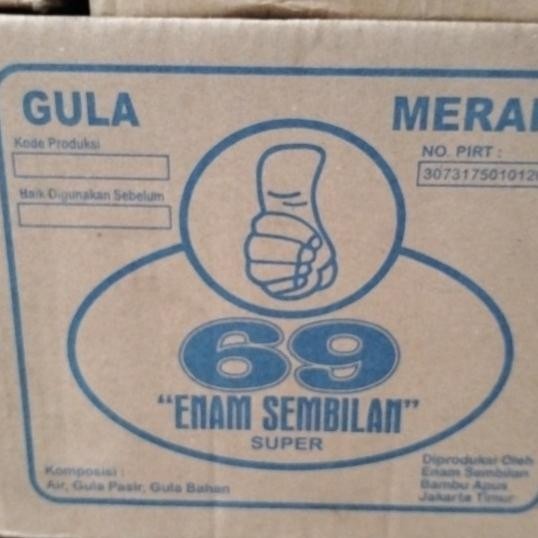 GULA MERAH
Kode Produksi
NO. PIRT :
3073175010120
Baik Digunakan Sebelum
69
"ENAM SEMBILAN"
SUPER
Komposisi :
Air, Gula Pasir, Gula Bahan
Diproduksi Oleh
Enam Sembilan
Bambu Apus
Jakarta Timur